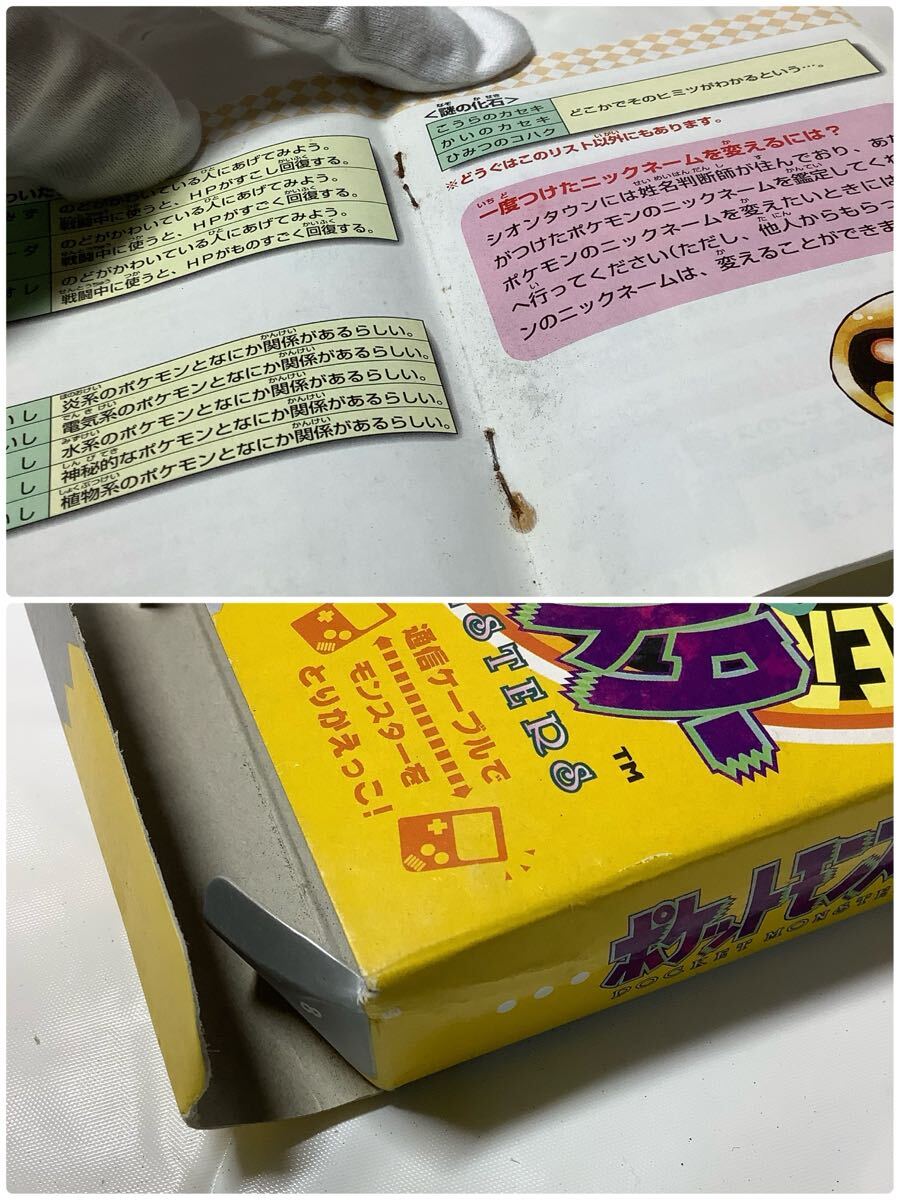 のどがかわいている人にあげてみよう。
戦闘中に使うと、HPがすこし回復する。
のどがかわいている人にあげてみよう。
戦闘中に使うと、HPがすごく回復する。
のどがかわいている人にあげてみよう。
戦闘中に使うと、HPがものすごく回復する。
いし 炎系のポケモンとなにか関係があるらしい。
いし 電気系のポケモンとなにか関係があるらしい。
し 水系のポケモンとなにか関係があるらしい。
し 神秘的なポケモンとなにか関係があるらしい。
いし 植物系のポケモンとなにか関係があるらしい。
<謎の化石>
こうらのカセキ
かいのカセキ
ひみつのコハク
どこかでそのヒミツがわかるという…。
※どうぐはこのリスト以外にもあります。
一度つけたニックネームを変えるには?
シオンタウンには姓名判断師が住んでおり、あな
がつけたポケモンのニックネームを鑑定してくれ
ポケモンのニックネームを変えたいときには
へ行ってください(ただし、他人からもらっ
ンのニックネームは、変えることができま
通信ケーブルで
モンスターを
とりかえっこ!
STERS
TM
ポケットモンス
POCKET MONSTE